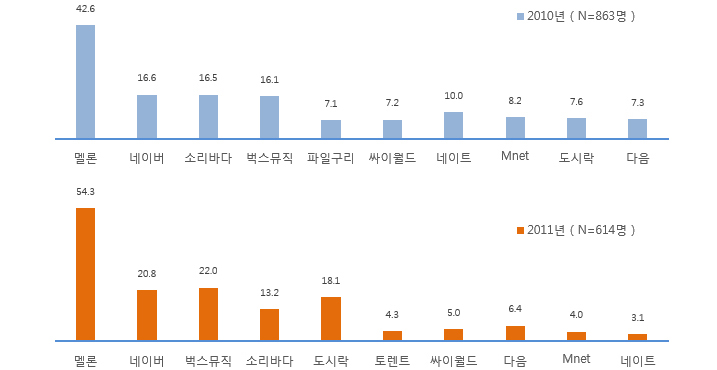 42.6
2010년 ( N=863명 )
16.6 16.5 16.1 7.1 7.2 10.0 8.2 7.6 7.3
멜론 네이버 소리바다 벅스뮤직 파일구리 싸이월드 네이트 Mnet 도시락 다음
54.3
2011년 ( N=614명 )
20.8 22.0 13.2 18.1 4.3 5.0 6.4 4.0 3.1
멜론 네이버 벅스뮤직 소리바다 도시락 토렌트 싸이월드 다음 Mnet 네이트